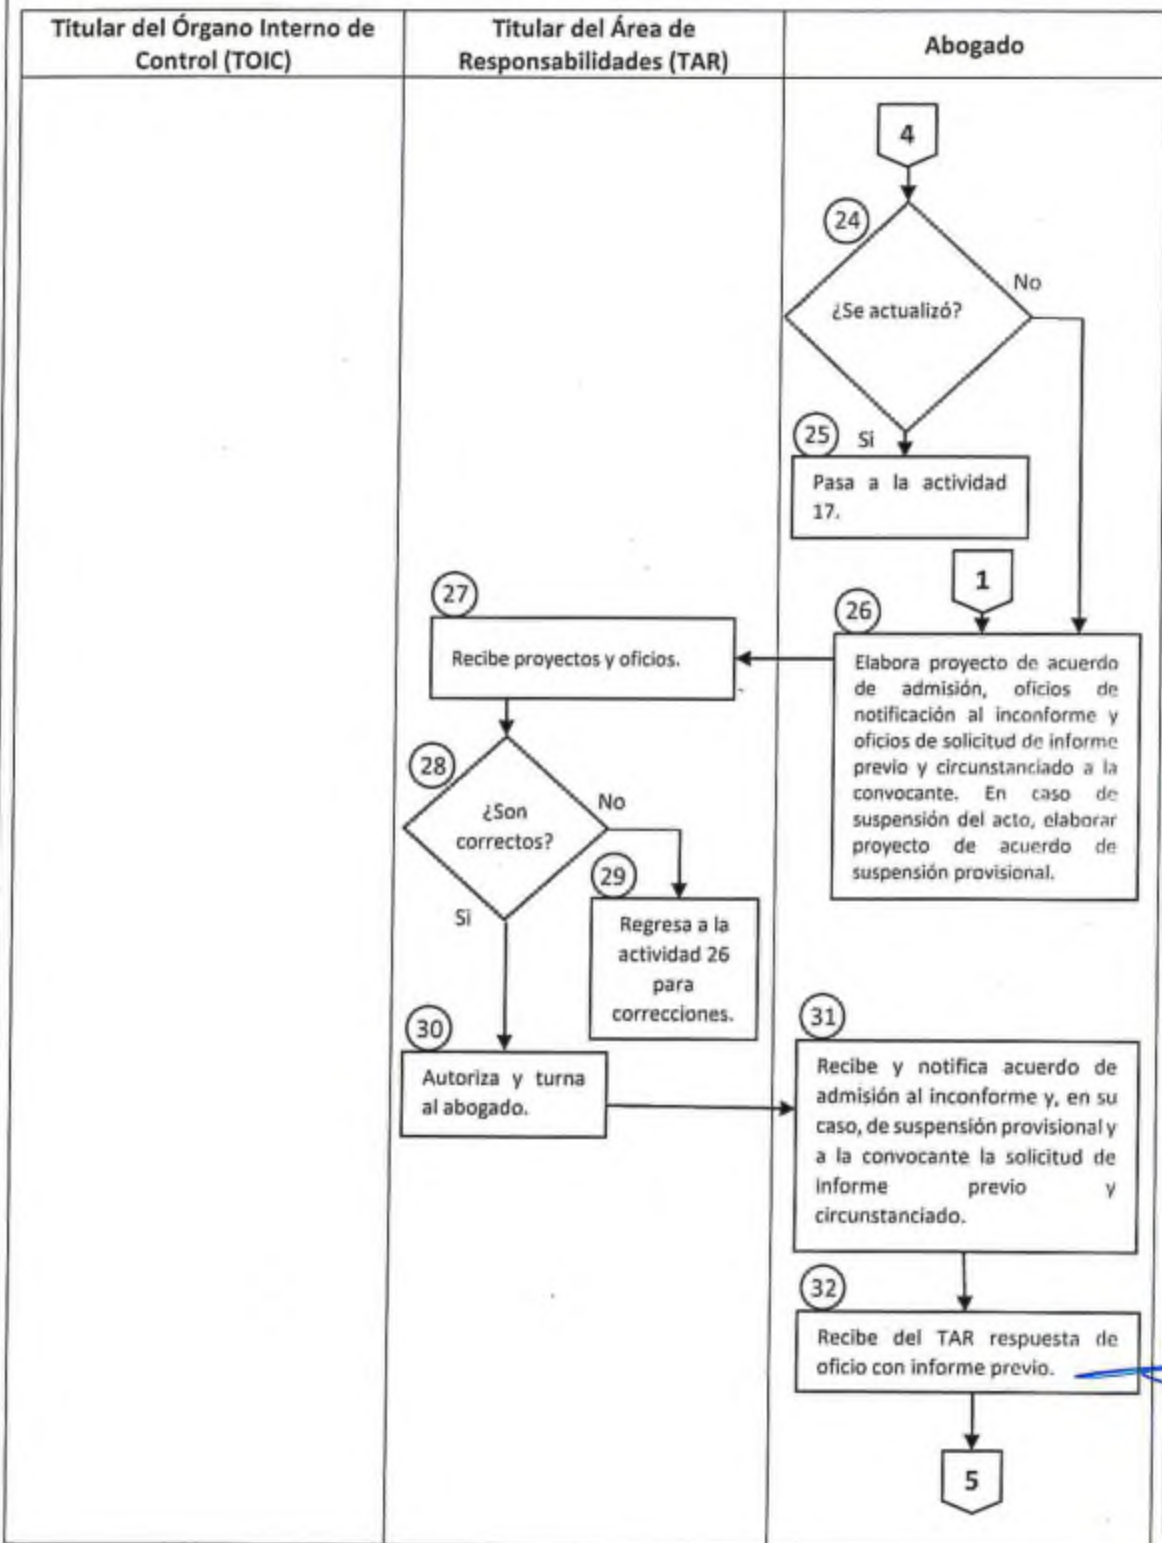 Titular del Órgano Interno de
Control (TOIC)
Titular del Área de
Responsabilidades (TAR)
Abogado
4
24
¿Se actualizó?
No
25
Si
Pasa a la actividad
17.
1
26
Elabora proyecto de acuerdo
de admisión, oficios de
notificación al inconforme y
oficios de solicitud de informe
previo y circunstanciado a la
convocante. En caso de
suspensión del acto, elaborar
proyecto de acuerdo de
suspensión provisional.
27
Recibe proyectos y oficios.
28
¿Son
correctos?
No
Si
29
Regresa a la
actividad 26
para
correcciones.
30
Autoriza y turna
al abogado.
31
Recibe y notifica acuerdo de
admisión al inconforme y, en su
caso, de suspensión provisional y
a la convocante la solicitud de
informe previo y
circunstanciado.
32
Recibe del TAR respuesta de
oficio con informe previo.
5